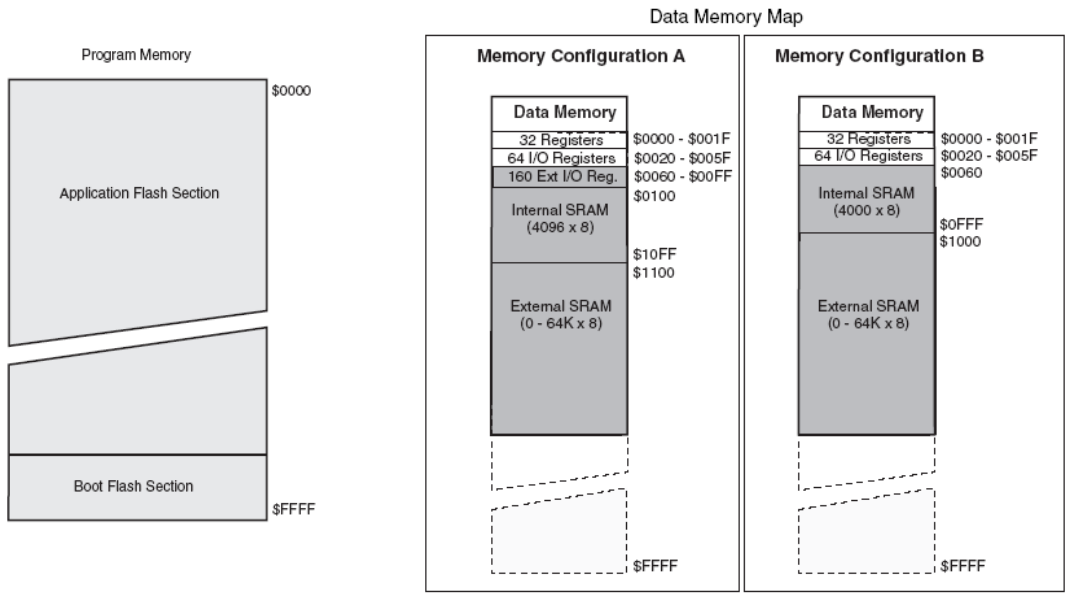 Data Memory Map
Program Memory
$0000
Application Flash Section
Boot Flash Section
$FFFF
Memory Configuration A
Data Memory
32 Registers
$0000 - $001F
64 I/O Registers
$0020 - $005F
160 Ext I/O Reg.
$0060 - $00FF
$0100
Internal SRAM
(4096 x 8)
$10FF
$1100
External SRAM
(0 - 64K x 8)
$FFFF
Memory Configuration B
Data Memory
32 Registers
$0000 - $001F
64 I/O Registers
$0020 - $005F
$0060
Internal SRAM
(4000 x 8)
$0FFF
$1000
External SRAM
(0 - 64K x 8)
$FFFF